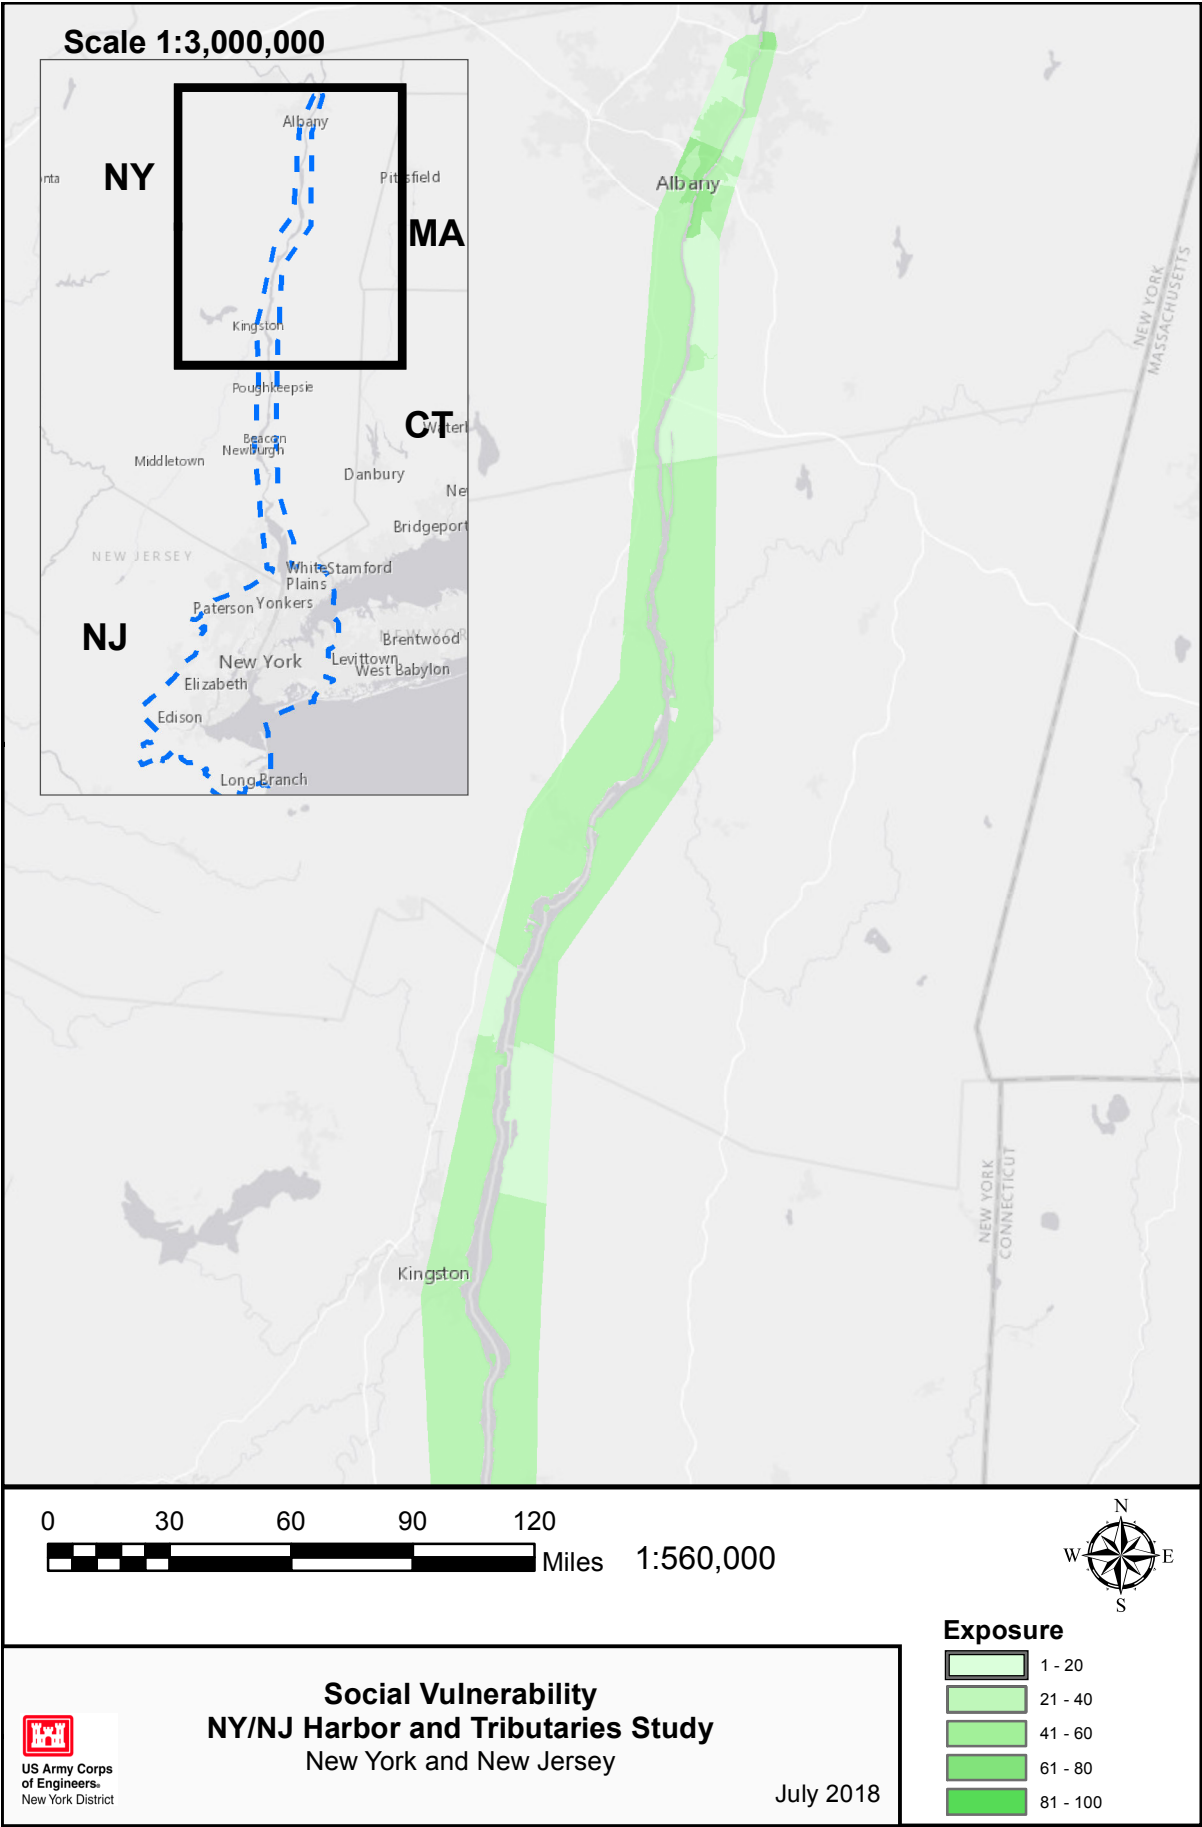 Scale 1:3,000,000
Albany
NY
nta
Pittsfield
MA
Kingston
Poughkeepsie
CT
Waterl
Beacon
Newburgh
Middletown
Danbury
Ne
Bridgeport
NEW JERSEY
White
Plains
Stamford
Paterson
Yonkers
NJ
Brentwood
New York
Levittown
West Babylon
Elizabeth
Edison
Long Branch
Albany
NEW YORK
MASSACHUSETTS
NEW YORK
CONNECTICUT
Kingston
0 30 60 90 120
Miles 1:560,000
N
W E
S
Exposure
1 - 20
21 - 40
41 - 60
61 - 80
81 - 100
Social Vulnerability
NY/NJ Harbor and Tributaries Study
New York and New Jersey
July 2018
US Army Corps
of Engineers®
New York District